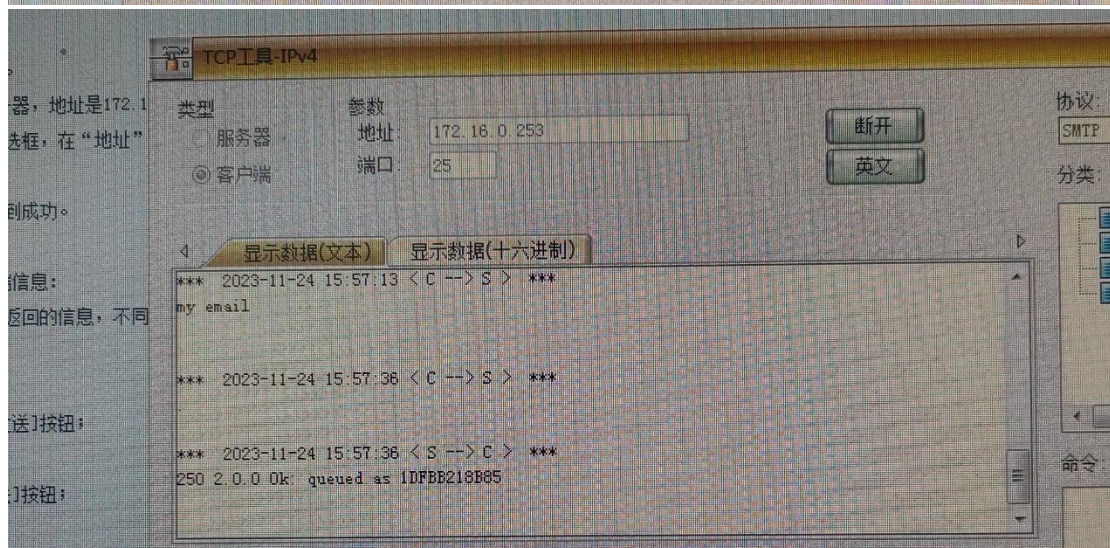 TCP工具-IPv4
器，地址是172.1
选框，在“地址”
到成功。
信息：
返回的信息，不同
送]按钮；
]按钮；
类型
服务器
客户端
参数
地址: 172.16.0.253
端口: 25
断开
英文
协议:
SMTP
分类:
显示数据(文本)
显示数据(十六进制)
*** 2023-11-24 15:57:13 < C --> S > ***
my email
*** 2023-11-24 15:57:36 < C --> S > ***
.
*** 2023-11-24 15:57:36 < S --> C > ***
250 2.0.0 Ok: queued as 1DFBB218B85
命令: